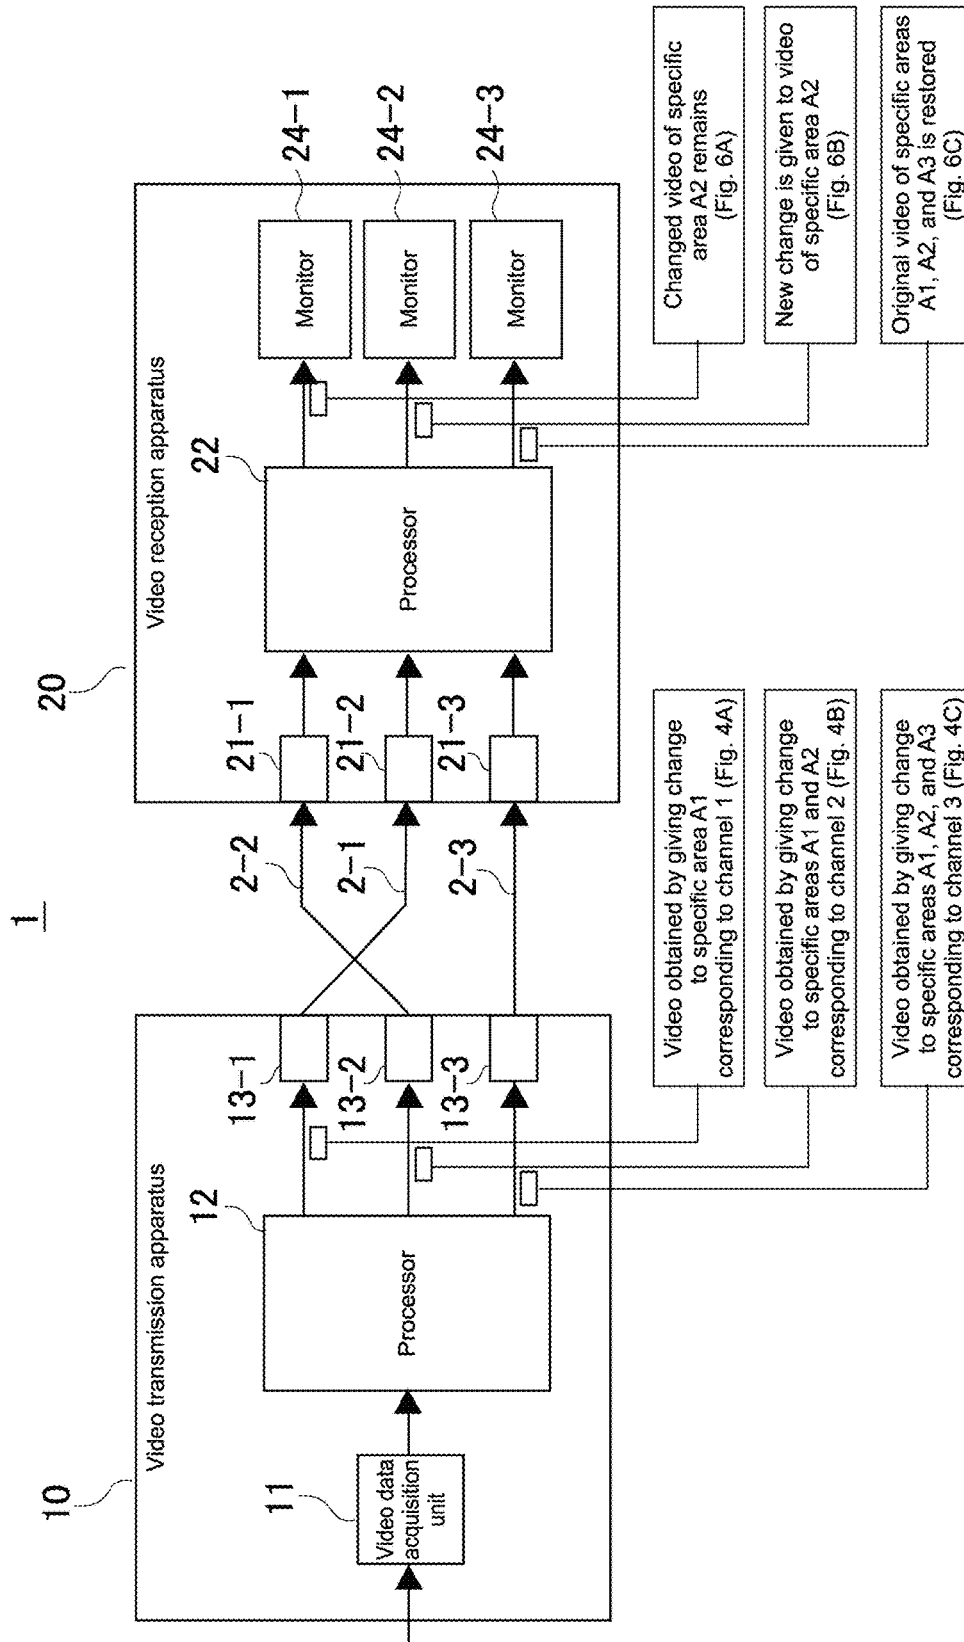 1
10
Video transmission apparatus
11
Video data
acquisition
unit
12
Processor
13-1
13-2
13-3
2-2
2-1
2-3
20
Video reception apparatus
21-1
21-2
21-3
22
Processor
Monitor
Monitor
Monitor
24-1
24-2
24-3
Video obtained by giving change
to specific area A1
corresponding to channel 1 (Fig. 4A)
Video obtained by giving change
to specific areas A1 and A2
corresponding to channel 2 (Fig. 4B)
Video obtained by giving change
to specific areas A1, A2, and A3
corresponding to channel 3 (Fig. 4C)
Changed video of specific
area A2 remains
(Fig. 6A)
New change is given to video
of specific area A2
(Fig. 6B)
Original video of specific areas
A1, A2, and A3 is restored
(Fig. 6C)